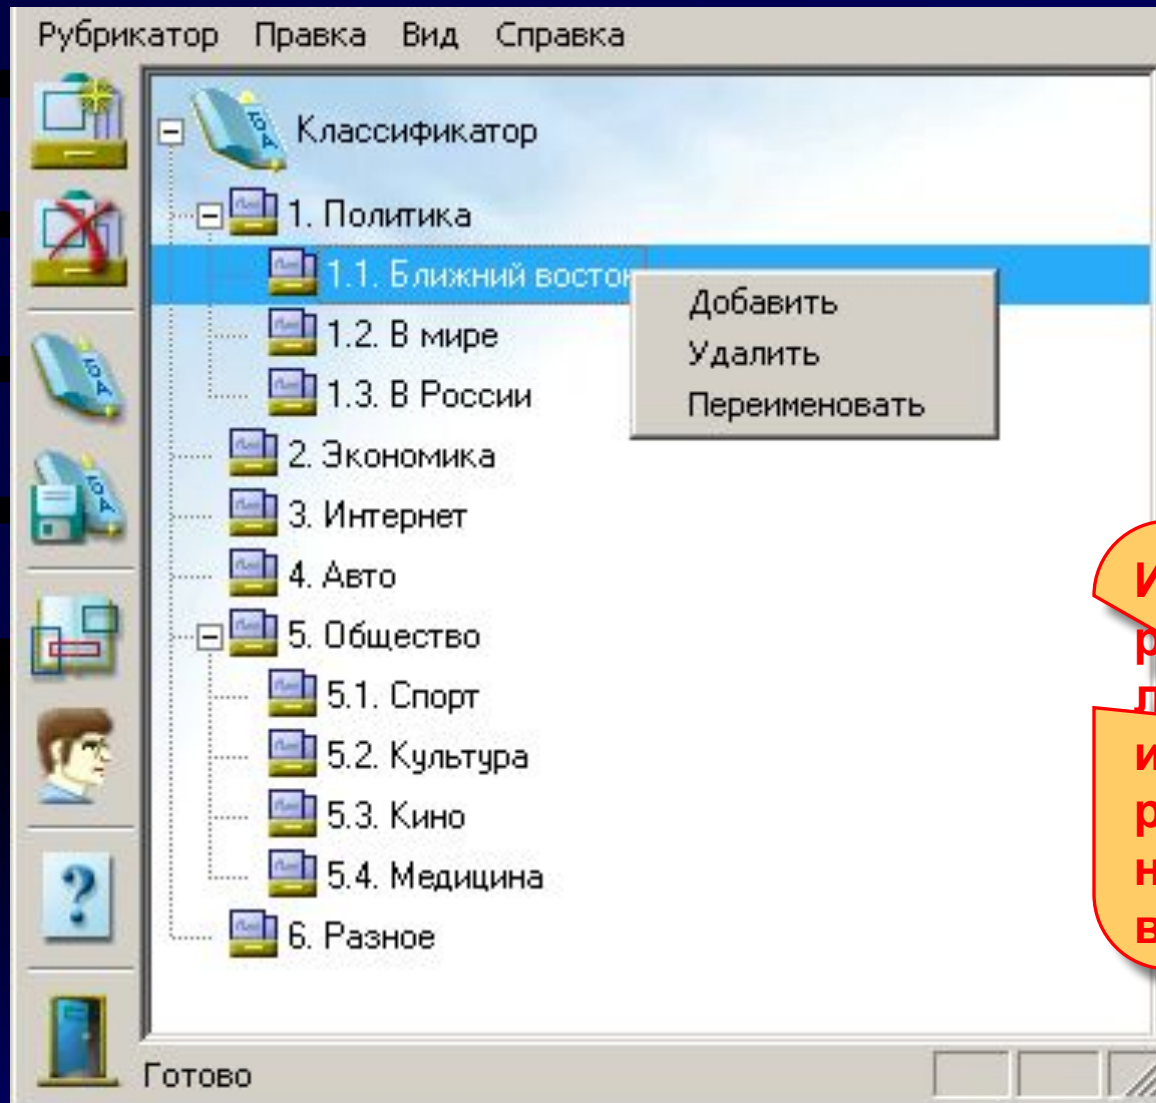 Рубрикатор Правка Вид Справка
Классификатор
1. Политика
1.1. Ближний восток
1.2. В мире
1.3. В России
2. Экономика
3. Интернет
4. Авто
5. Общество
5.1. Спорт
5.2. Культура
5.3. Кино
5.4. Медицина
6. Разное
Добавить
Удалить
Переименовать
Готово